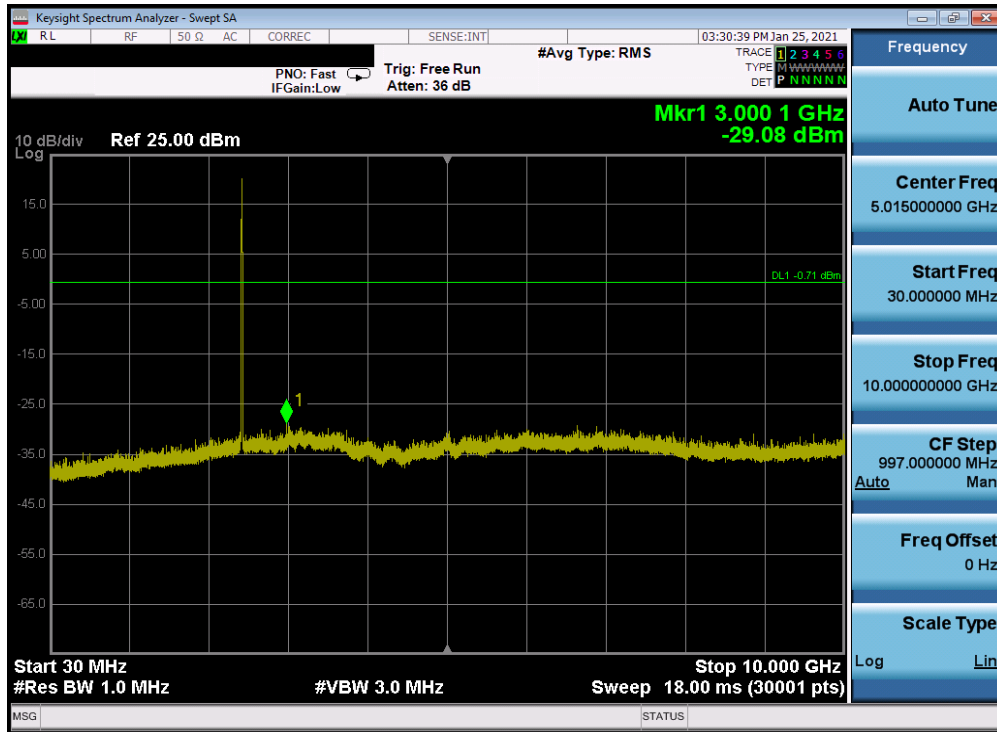 Keysight Spectrum Analyzer - Swept SA
LXI RL RF 50 Ω AC CORREC SENSE:INT 03:30:39 PM Jan 25, 2021
#Avg Type: RMS
TRACE 1 2 3 4 5 6
TYPE M WWWWW
DET P N N N N N
PNO: Fast
IFGain:Low
Trig: Free Run
Atten: 36 dB
Mkr1 3.000 1 GHz
-29.08 dBm
10 dB/div
Log
Ref 25.00 dBm
15.0
5.00
DL1 -0.71 dBm
-5.00
-15.0
-25.0
1
-35.0
-45.0
-55.0
-65.0
Start 30 MHz
Stop 10.000 GHz
#Res BW 1.0 MHz
#VBW 3.0 MHz
Sweep 18.00 ms (30001 pts)
MSG
STATUS
Frequency
Auto Tune
Center Freq
5.015000000 GHz
Start Freq
30.000000 MHz
Stop Freq
10.000000000 GHz
CF Step
997.000000 MHz
Auto Man
Freq Offset
0 Hz
Scale Type
Log Lin